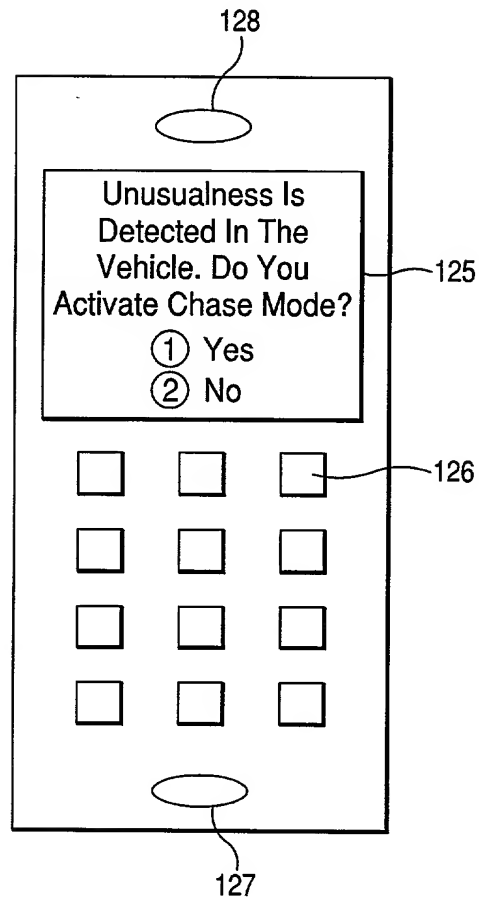 128
Unusualness Is
Detected In The
Vehicle. Do You
Activate Chase Mode?
① Yes
② No
125
126
127